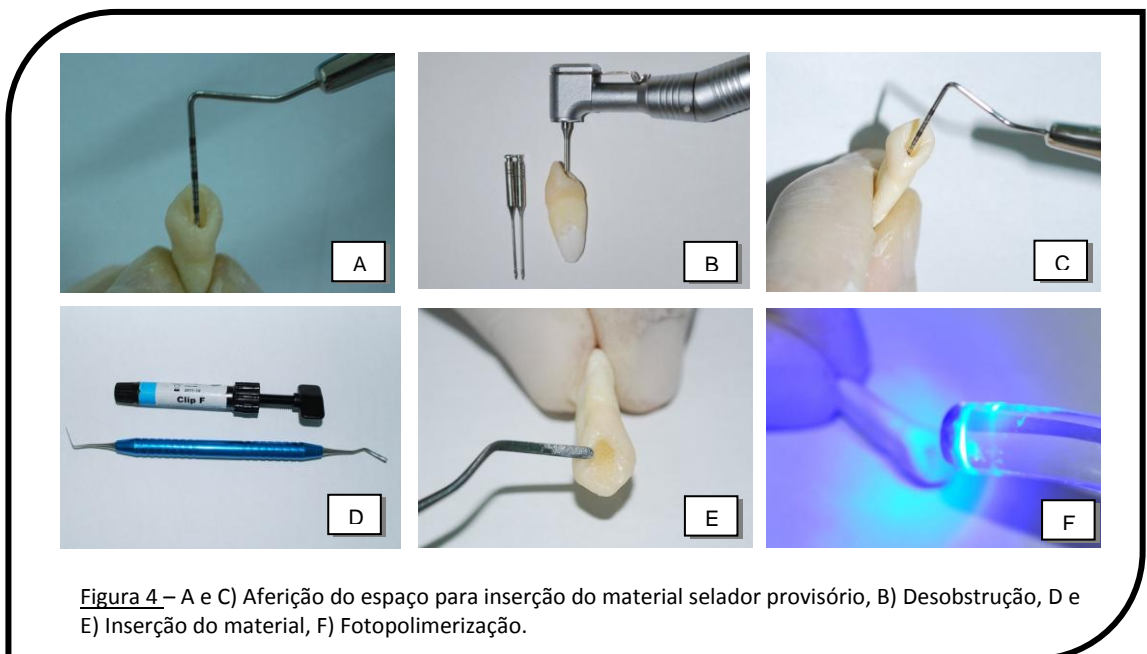 A
B
C
Clip F
D
E
F
Figura 4 – A e C) Aferição do espaço para inserção do material selador provisório, B) Desobstrução, D e
E) Inserção do material, F) Fotopolimerização.